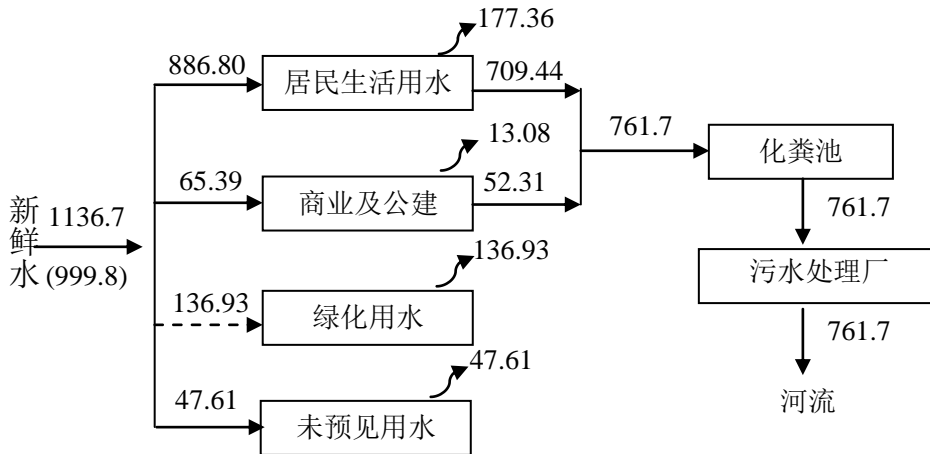 177.36
886.80
居民生活用水
709.44
13.08
761.7
化粪池
65.39
商业及公建
52.31
新鲜水
1136.7
(999.8)
761.7
136.93
136.93
绿化用水
污水处理厂
47.61
761.7
47.61
未预见用水
河流